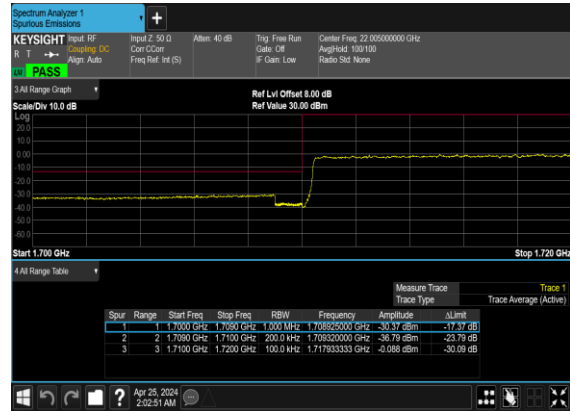 Spectrum Analyzer 1
Spurious Emissions
+
KEYSIGHT Input: RF Input Z: 50 Ω Atten: 40 dB Trig: Free Run Center Freq: 22.005000000 GHz
R T Coupling: DC Corr CCorr Gate: Off Avg|Hold: 100/100
Align: Auto Freq Ref: Int (S) IF Gain: Low Radio Std: None
LW PASS
3 All Range Graph
Ref Lvl Offset 8.00 dB
Scale/Div 10.0 dB Ref Value 30.00 dBm
Log
20.0
10.0
0.00
-10.0
-20.0
-30.0
-40.0
-50.0
-60.0
Start 1.700 GHz Stop 1.720 GHz
4 All Range Table
Measure Trace Trace 1
Trace Type Trace Average (Active)
Spur Range Start Freq Stop Freq RBW Frequency Amplitude ΔLimit
1 1 1.7000 GHz 1.7090 GHz 1.000 MHz 1.708925000 GHz -30.37 dBm -17.37 dB
2 2 1.7090 GHz 1.7100 GHz 200.0 kHz 1.709320000 GHz -36.79 dBm -23.79 dB
3 3 1.7100 GHz 1.7200 GHz 100.0 kHz 1.717933333 GHz -0.088 dBm -30.09 dB
? Apr 25, 2024
2:02:51 AM